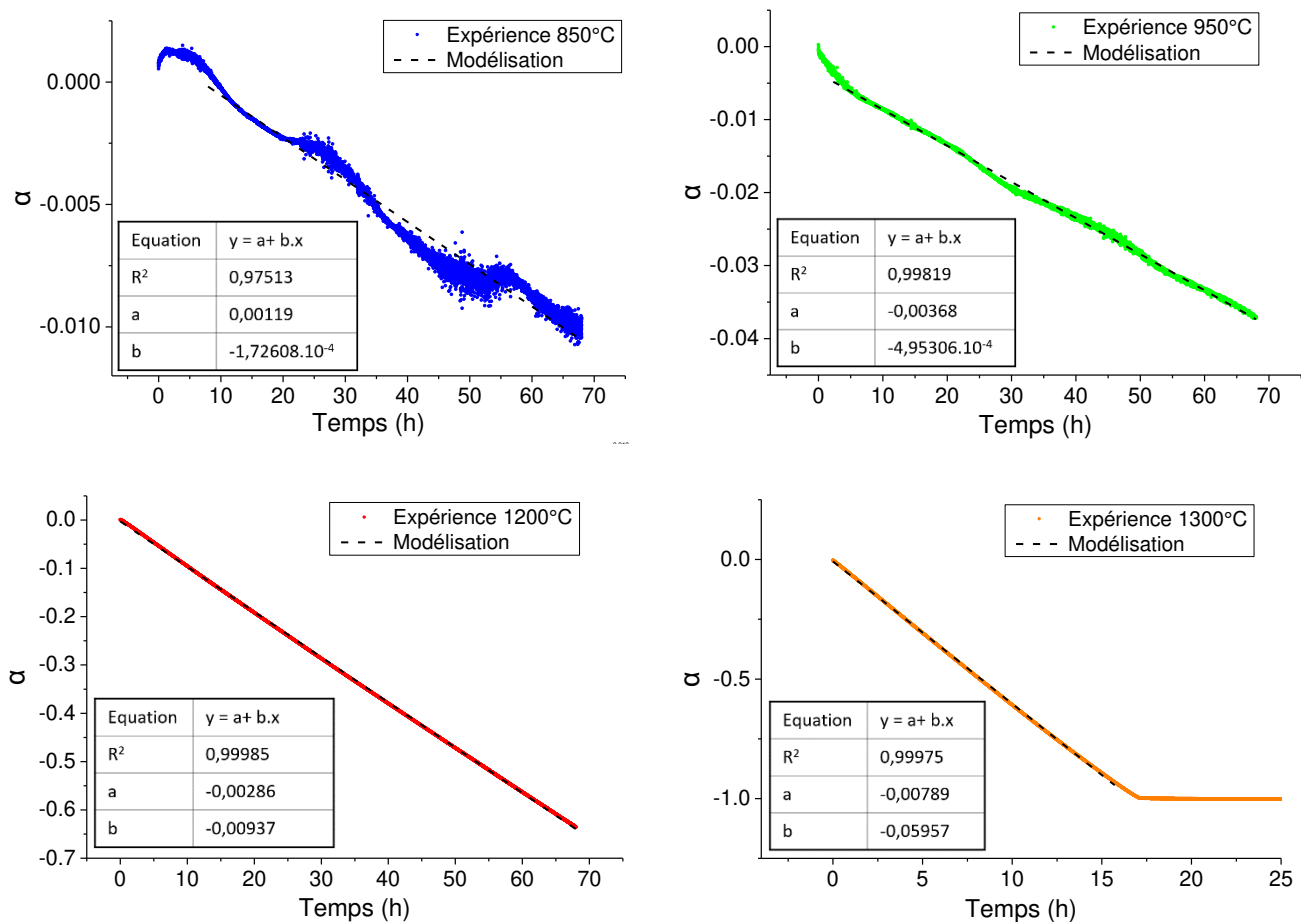 Expérience 850°C
Modélisation
0.000
-0.005
-0.010
α
Equation y = a+ b.x
R² 0,97513
a 0,00119
b -1,72608.10⁻⁴
0 10 20 30 40 50 60 70
Temps (h)
Expérience 950°C
Modélisation
0.00
-0.01
-0.02
-0.03
-0.04
α
Equation y = a+ b.x
R² 0,99819
a -0,00368
b -4,95306.10⁻⁴
0 10 20 30 40 50 60 70
Temps (h)
Expérience 1200°C
Modélisation
0.0
-0.1
-0.2
-0.3
-0.4
-0.5
-0.6
-0.7
α
Equation y = a+ b.x
R² 0,99985
a -0,00286
b -0,00937
0 10 20 30 40 50 60 70
Temps (h)
Expérience 1300°C
Modélisation
0.0
-0.5
-1.0
α
Equation y = a+ b.x
R² 0,99975
a -0,00789
b -0,05957
0 5 10 15 20 25
Temps (h)